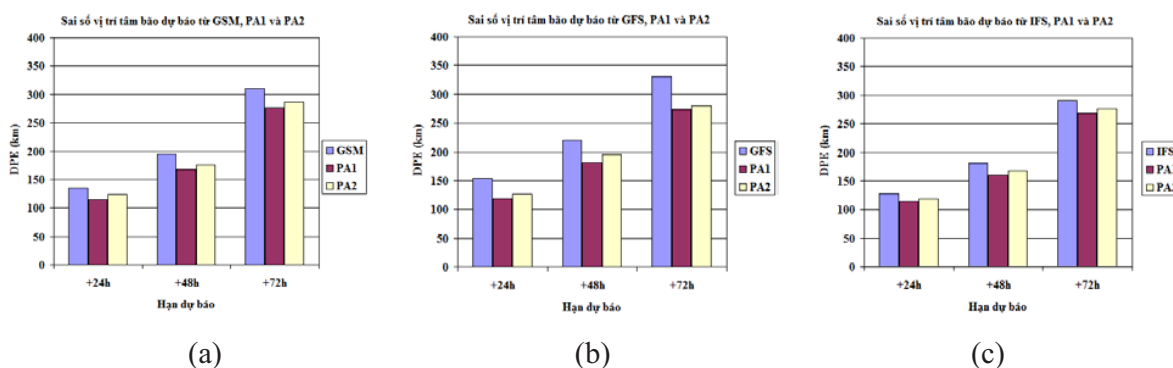 Sai số vị trí tâm bão dự báo từ GSM, PA1 và PA2
400
350
300
250
200
150
100
50
0
DPE (km)
+24h +48h +72h
Hạn dự báo
GSM
PA1
PA2
(a)
Sai số vị trí tâm bão dự báo từ GFS, PA1 và PA2
400
350
300
250
200
150
100
50
0
DPE (km)
+24h +48h +72h
Hạn dự báo
GFS
PA1
PA2
(b)
Sai số vị trí tâm bão dự báo từ IFS, PA1 và PA2
400
350
300
250
200
150
100
50
0
DPE (km)
+24h +48h +72h
Hạn dự báo
IFS
(c)